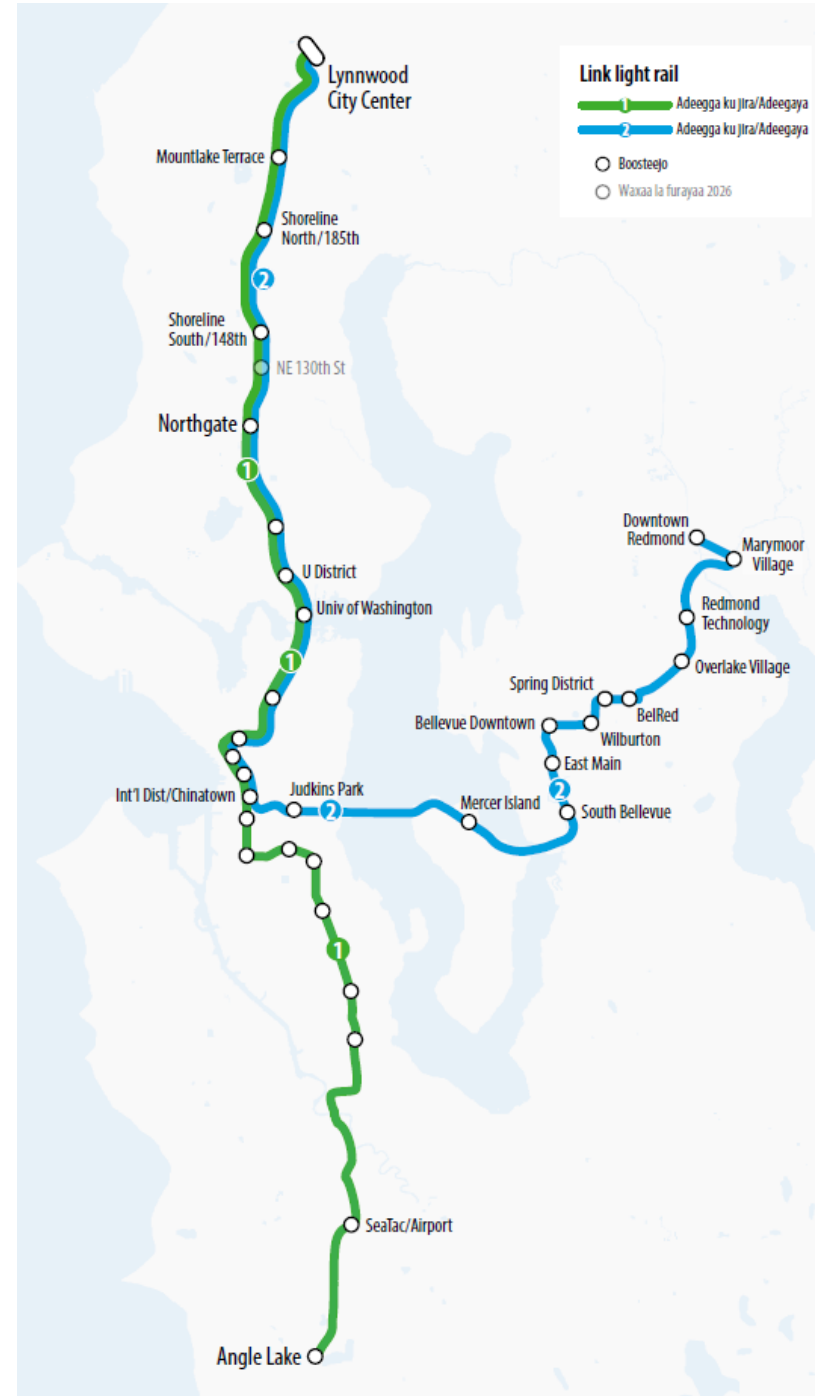 Link light rail
1 Adeegga ku jira/Adeegaya
2 Adeegga ku jira/Adeegaya
Boosteejo
Waxaa la furayaa 2026
Lynnwood
City Center
Mountlake Terrace
Shoreline
North/185th
2
Shoreline
South/148th
NE 130th St
Northgate
1
U District
Univ of Washington
1
Downtown
Redmond
Marymoor
Village
Redmond
Technology
Overlake Village
Spring District
BelRed
Wilburton
Bellevue Downtown
East Main
2
South Bellevue
Mercer Island
Judkins Park
2
Int'l Dist/Chinatown
1
SeaTac/Airport
Angle Lake